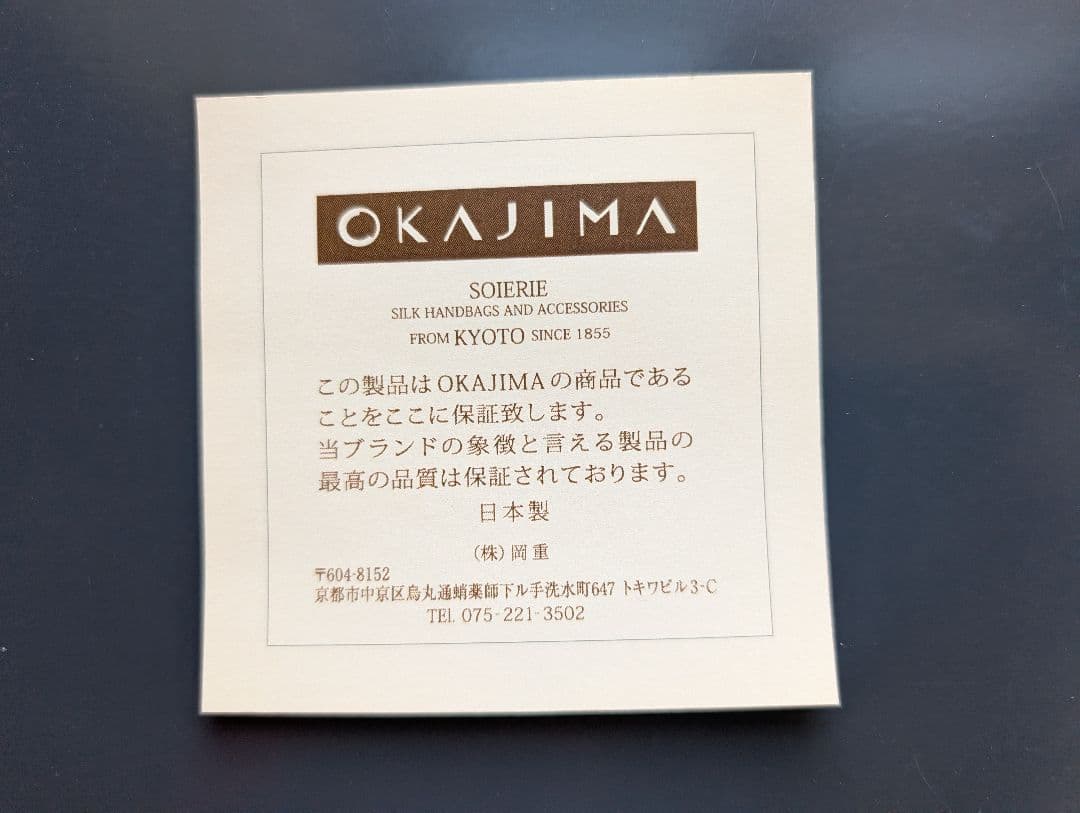 OKAJIMA
SOIERIE
SILK HANDBAGS AND ACCESSORIES
FROM KYOTO SINCE 1855
この製品はOKAJIMAの商品である
ことをここに保証致します。
当ブランドの象徴と言える製品の
最高の品質は保証されております。
日本製
(株)岡重
〒604-8152
京都市中京区烏丸通蛸薬師下ル手洗水町647 トキワビル3-C
TEL 075-221-3502